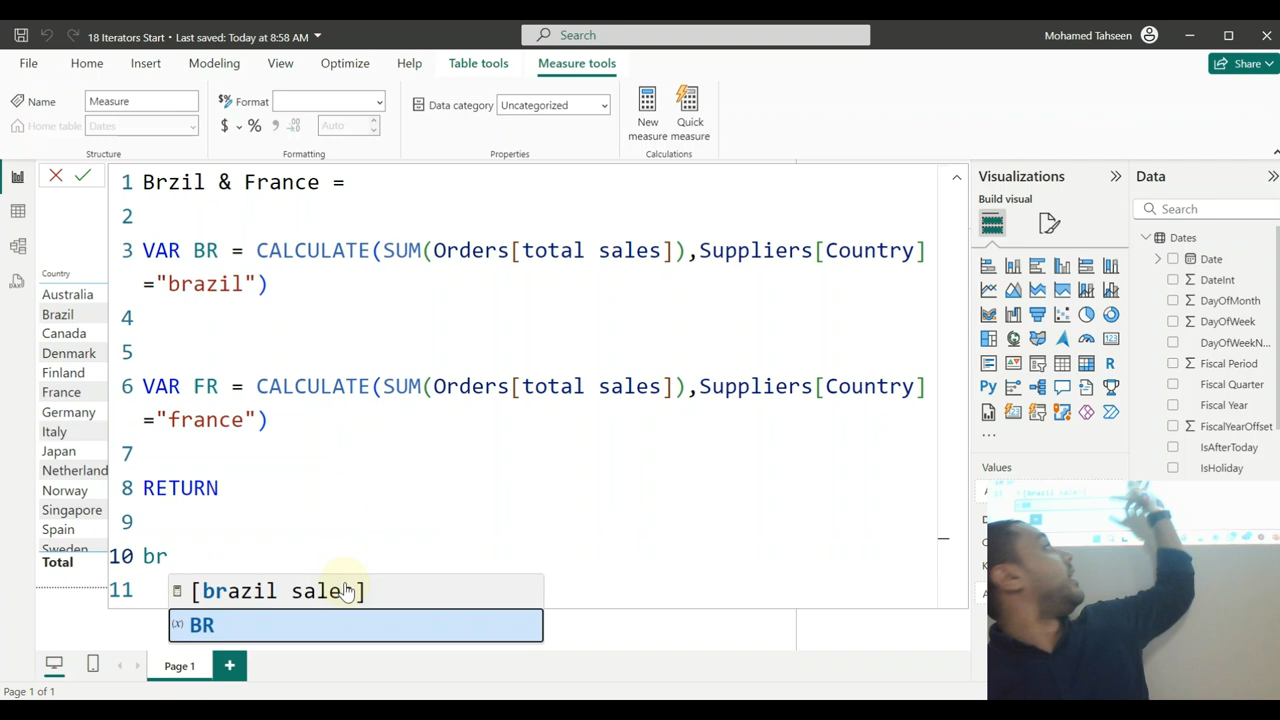 18 Iterators Start • Last saved: Today at 8:58 AM
Search
Mohamed Tahseen
File Home Insert Modeling View Optimize Help Table tools Measure tools
Share
Name Measure
Home table Dates
Structure
Format
$ % Auto
Formatting
Data category Uncategorized
Properties
New measure
Quick measure
Calculations
1 Brzil & France =
2
3 VAR BR = CALCULATE(SUM(Orders[total sales]),Suppliers[Country]
="brazil")
4
5
6 VAR FR = CALCULATE(SUM(Orders[total sales]),Suppliers[Country]
="france")
7
8 RETURN
9
10 br
11
[brazil sales]
(x) BR
Country
Australia
Brazil
Canada
Denmark
Finland
France
Germany
Italy
Japan
Netherland
Norway
Singapore
Spain
Sweden
Total
Visualizations
Build visual
Py
R
123
...
Values
Data
Search
Dates
Date
DateInt
DayOfMonth
DayOfWeek
DayOfWeekN...
Fiscal Period
Fiscal Quarter
Fiscal Year
FiscalYearOffset
IsAfterToday
IsHoliday
Page 1
Page 1 of 1